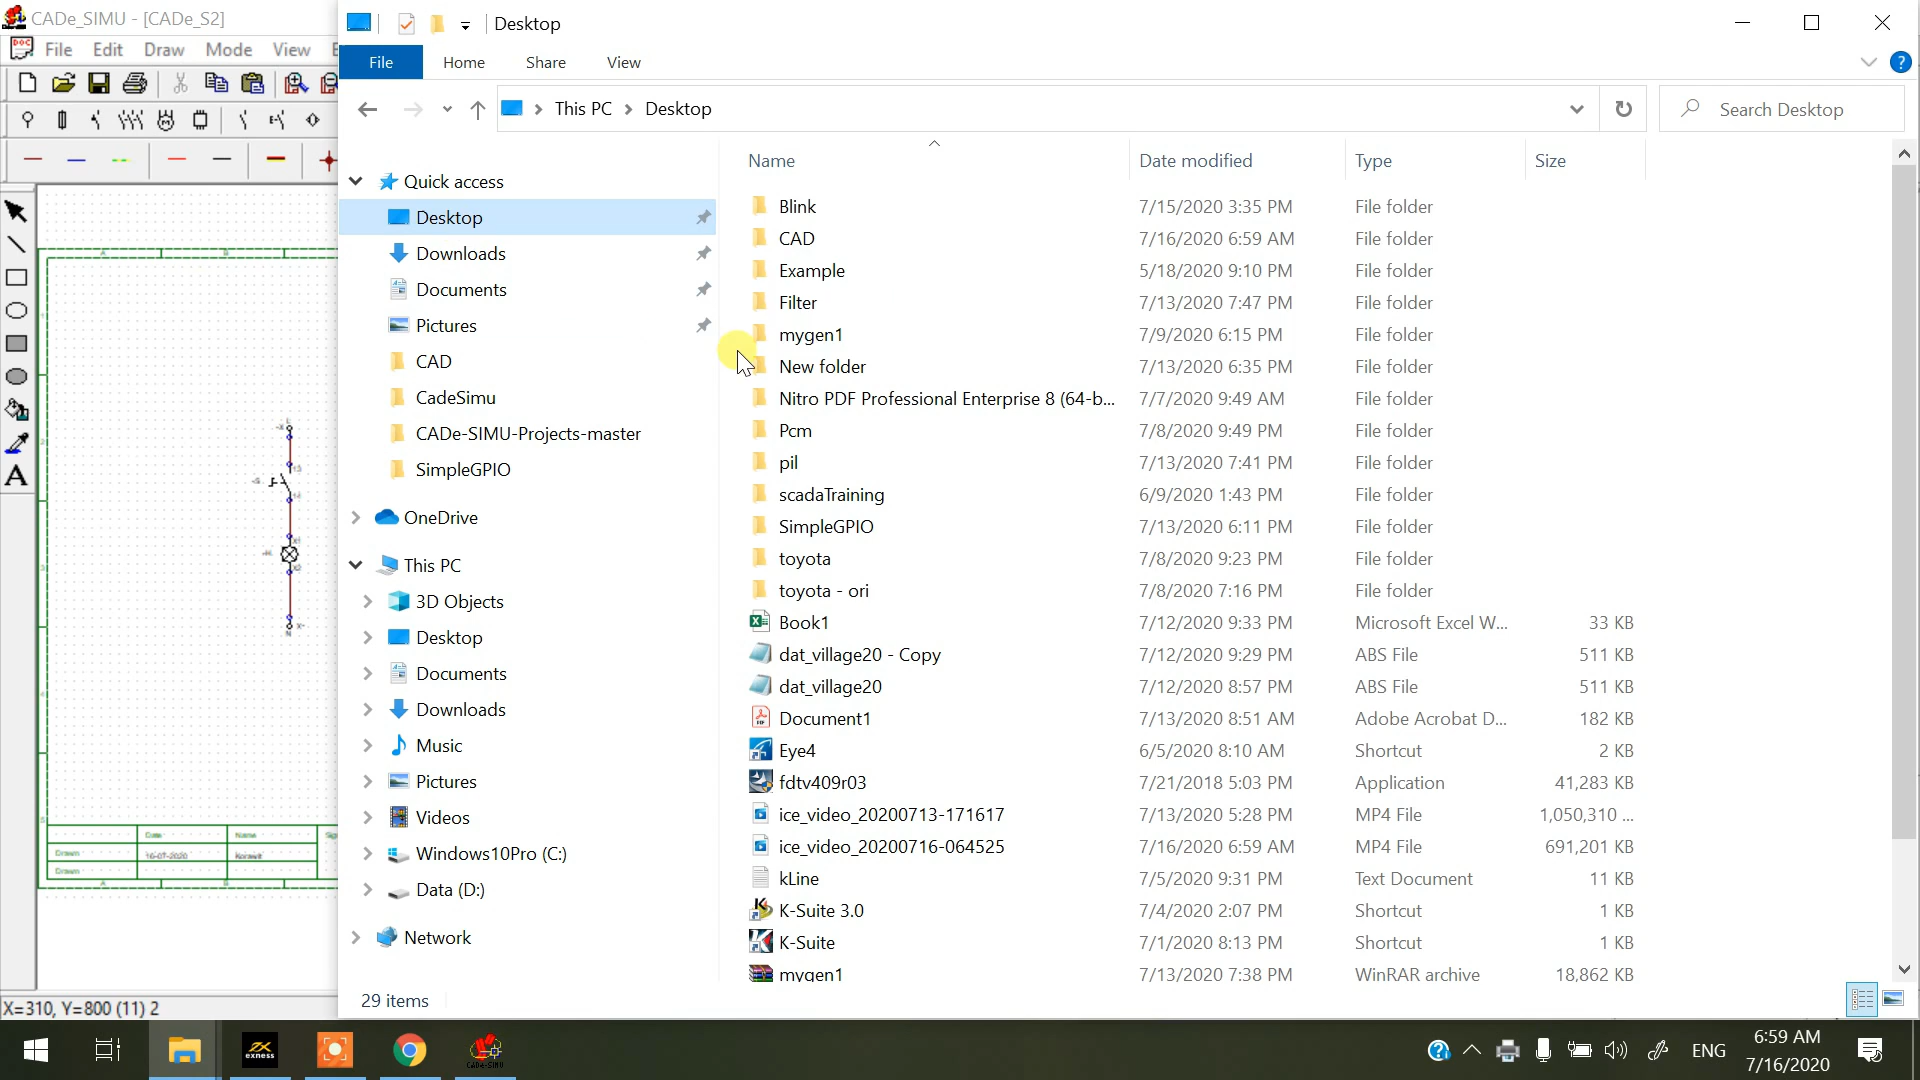 CADe_SIMU - [CADe_S2]
File Edit Draw Mode View
Desktop
File Home Share View
This PC Desktop
Search Desktop
Name Date modified Type Size
Quick access
Desktop
Downloads
Documents
Pictures
CAD
CadeSimu
CADe-SIMU-Projects-master
SimpleGPIO
OneDrive
This PC
3D Objects
Desktop
Documents
Downloads
Music
Pictures
Videos
Windows10Pro (C:)
Data (D:)
Network
Blink 7/15/2020 3:35 PM File folder
CAD 7/16/2020 6:59 AM File folder
Example 5/18/2020 9:10 PM File folder
Filter 7/13/2020 7:47 PM File folder
mygen1 7/9/2020 6:15 PM File folder
New folder 7/13/2020 6:35 PM File folder
Nitro PDF Professional Enterprise 8 (64-b... 7/7/2020 9:49 AM File folder
Pcm 7/8/2020 9:49 PM File folder
pil 7/13/2020 7:41 PM File folder
scadaTraining 6/9/2020 1:43 PM File folder
SimpleGPIO 7/13/2020 6:11 PM File folder
toyota 7/8/2020 9:23 PM File folder
toyota - ori 7/8/2020 7:16 PM File folder
Book1 7/12/2020 9:33 PM Microsoft Excel W... 33 KB
dat_village20 - Copy 7/12/2020 9:29 PM ABS File 511 KB
dat_village20 7/12/2020 8:57 PM ABS File 511 KB
Document1 7/13/2020 8:51 AM Adobe Acrobat D... 182 KB
Eye4 6/5/2020 8:10 AM Shortcut 2 KB
fdtv409r03 7/21/2018 5:03 PM Application 41,283 KB
ice_video_20200713-171617 7/13/2020 5:28 PM MP4 File 1,050,310 ...
ice_video_20200716-064525 7/16/2020 6:59 AM MP4 File 691,201 KB
kLine 7/5/2020 9:31 PM Text Document 11 KB
K-Suite 3.0 7/4/2020 2:07 PM Shortcut 1 KB
K-Suite 7/1/2020 8:13 PM Shortcut 1 KB
mygen1 7/13/2020 7:38 PM WinRAR archive 18,862 KB
Date Name
Drawn 16-07-2020 Korawit
Drawn
29 items
X=310, Y=800 (11) 2
exness
ENG
6:59 AM
7/16/2020